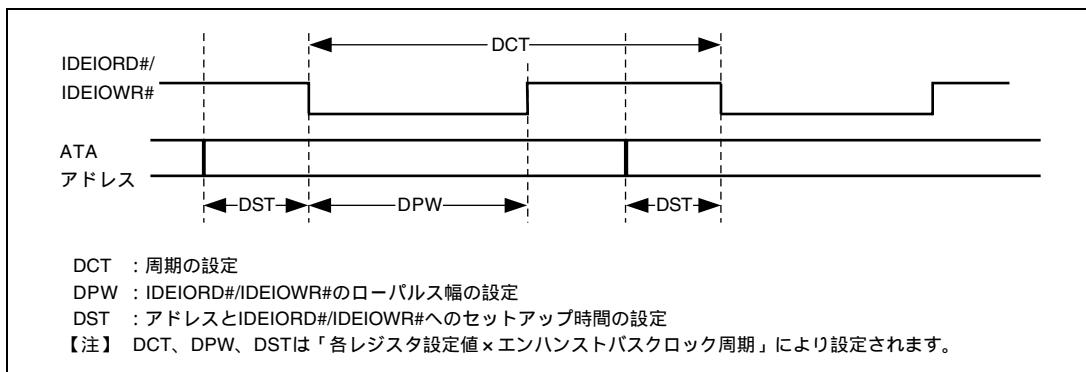 DCT
IDEIORD#/
IDEIOWR#
ATA
アドレス
DST
DPW
DST
DCT ：周期の設定
DPW ：IDEIORD#/IDEIOWR#のローパルス幅の設定
DST ：アドレスとIDEIORD#/IDEIOWR#へのセットアップ時間の設定
【注】 DCT、DPW、DSTは「各レジスタ設定値×エンハンストバスクロック周期」により設定されます。